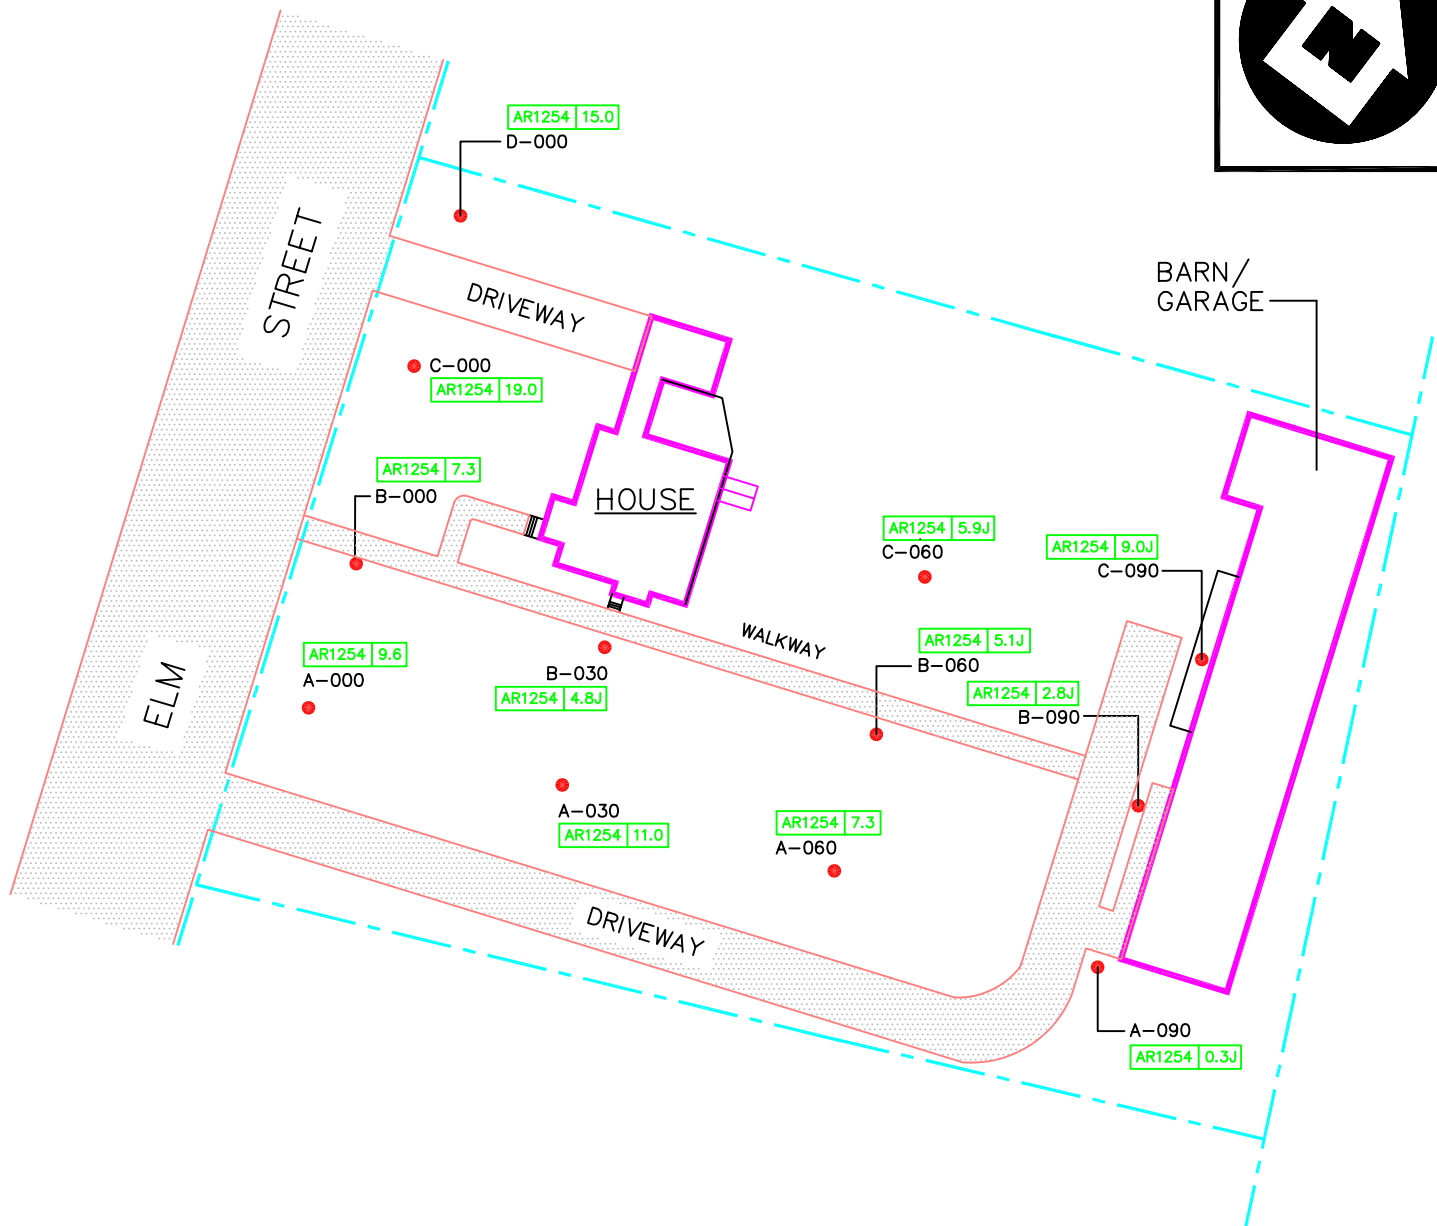 N
AR1254 15.0
D-000
STREET
DRIVEWAY
BARN/
GARAGE
C-000
AR1254 19.0
AR1254 7.3
B-000
HOUSE
AR1254 5.9J
C-060
AR1254 9.0J
C-090
WALKWAY
AR1254 9.6
A-000
ELM
B-030
AR1254 4.8J
AR1254 5.1J
B-060
AR1254 2.8J
B-090
A-030
AR1254 11.0
AR1254 7.3
A-060
DRIVEWAY
A-090
AR1254 0.3J